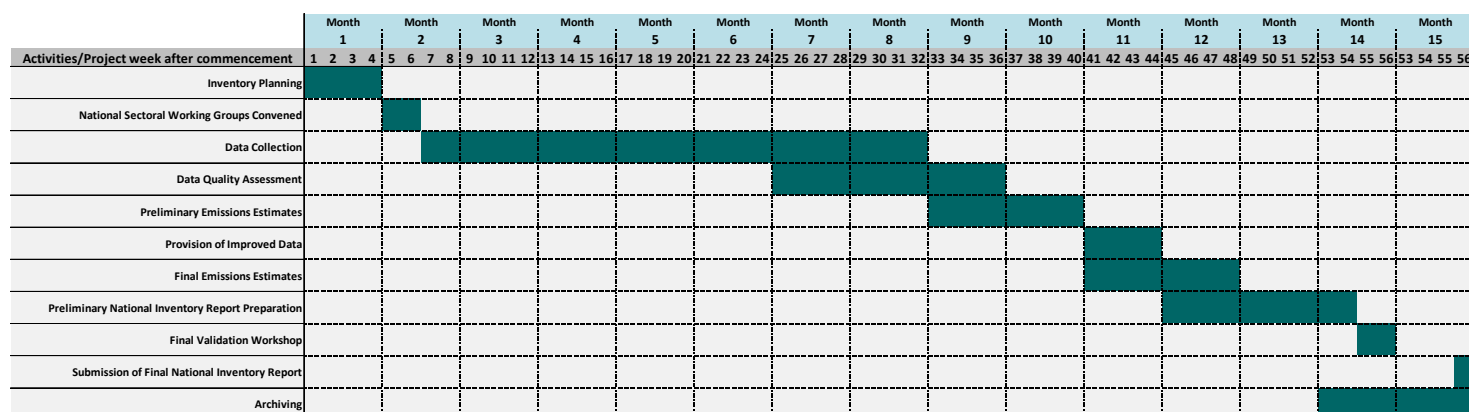 Month Month Month Month Month Month Month Month Month Month Month Month Month Month Month
1 2 3 4 5 6 7 8 9 10 11 12 13 14 15
Activities/Project week after commencement 1 2 3 4 5 6 7 8 9 10 11 12 13 14 15 16 17 18 19 20 21 22 23 24 25 26 27 28 29 30 31 32 33 34 35 36 37 38 39 40 41 42 43 44 45 46 47 48 49 50 51 52 53 54 55 56 53 54 55 56
Inventory Planning
National Sectoral Working Groups Convened
Data Collection
Data Quality Assessment
Preliminary Emissions Estimates
Provision of Improved Data
Final Emissions Estimates
Preliminary National Inventory Report Preparation
Final Validation Workshop
Submission of Final National Inventory Report
Archiving